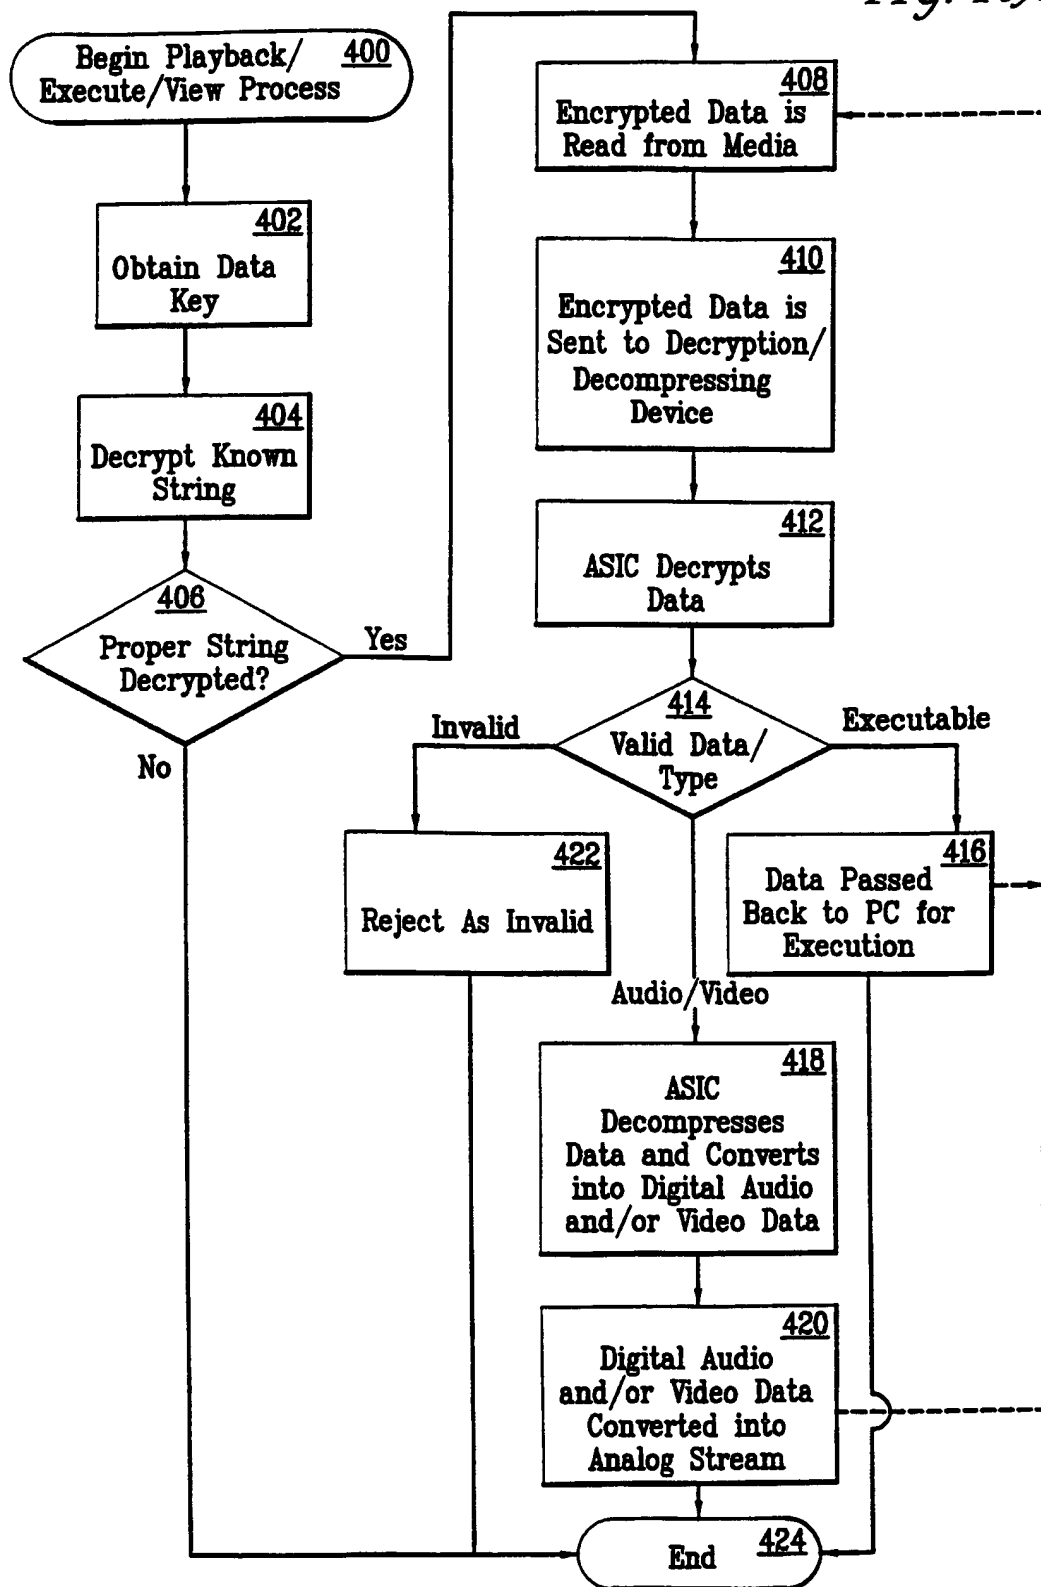 Begin Playback/ 400
Execute/View Process
402
Obtain Data
Key
404
Decrypt Known
String
406
Proper String
Decrypted?
Yes
No
408
Encrypted Data is
Read from Media
410
Encrypted Data is
Sent to Decryption/
Decompressing
Device
412
ASIC Decrypts
Data
414
Valid Data/
Type
Invalid
Executable
422
Reject As Invalid
416
Data Passed
Back to PC for
Execution
Audio/Video
418
ASIC
Decompresses
Data and Converts
into Digital Audio
and/or Video Data
420
Digital Audio
and/or Video Data
Converted into
Analog Stream
End 424